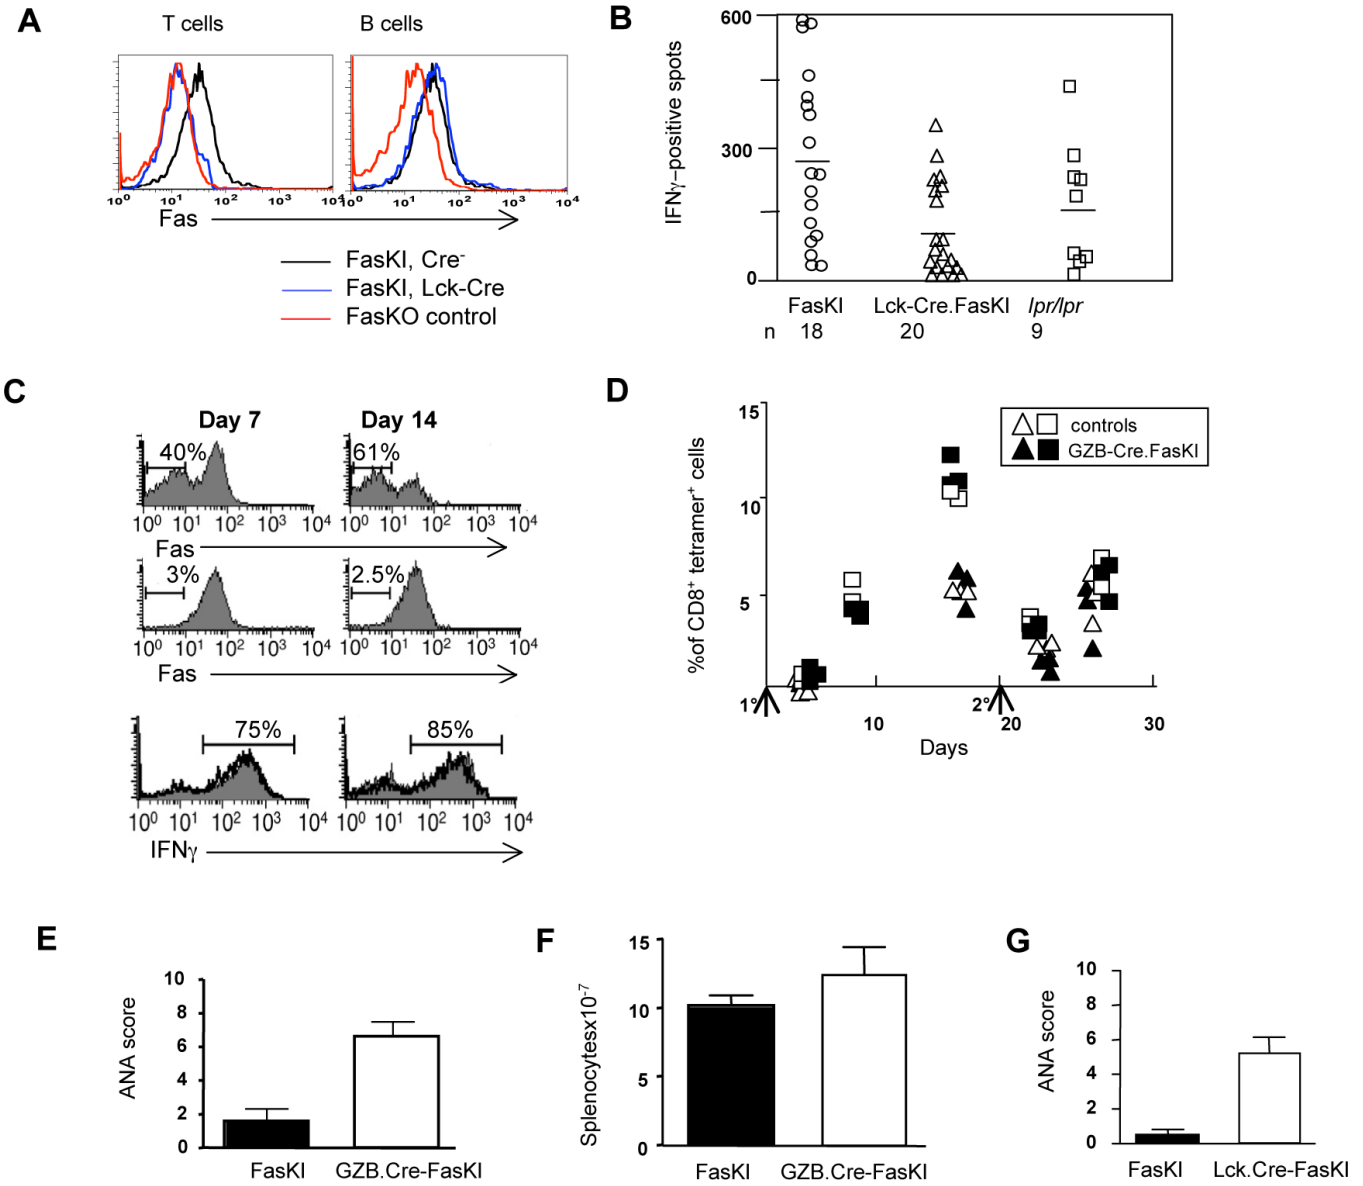 A
T cells
B cells
10⁰ 10¹ 10² 10³ 10⁴
10⁰ 10¹ 10² 10³ 10⁴
Fas
FasKI, Cre⁻
FasKI, Lck-Cre
FasKO control
B
IFNγ–positive spots
600
300
0
FasKI Lck-Cre.FasKI lpr/lpr
n 18 20 9
C
Day 7
Day 14
40%
61%
10⁰ 10¹ 10² 10³ 10⁴
10⁰ 10¹ 10² 10³ 10⁴
Fas
3%
2.5%
10⁰ 10¹ 10² 10³ 10⁴
10⁰ 10¹ 10² 10³ 10⁴
Fas
75%
85%
10⁰ 10¹ 10² 10³ 10⁴
10⁰ 10¹ 10² 10³ 10⁴
IFNγ
D
%of CD8⁺ tetramer⁺ cells
15
10
5
controls
GZB-Cre.FasKI
1°
2°
10 20 30
Days
E
ANA score
10
8
6
4
2
0
FasKI GZB.Cre-FasKI
F
Splenocytesx10⁻⁷
15
10
5
0
FasKI GZB.Cre-FasKI
G
ANA score
10
8
6
4
2
0
FasKI Lck.Cre-FasKI